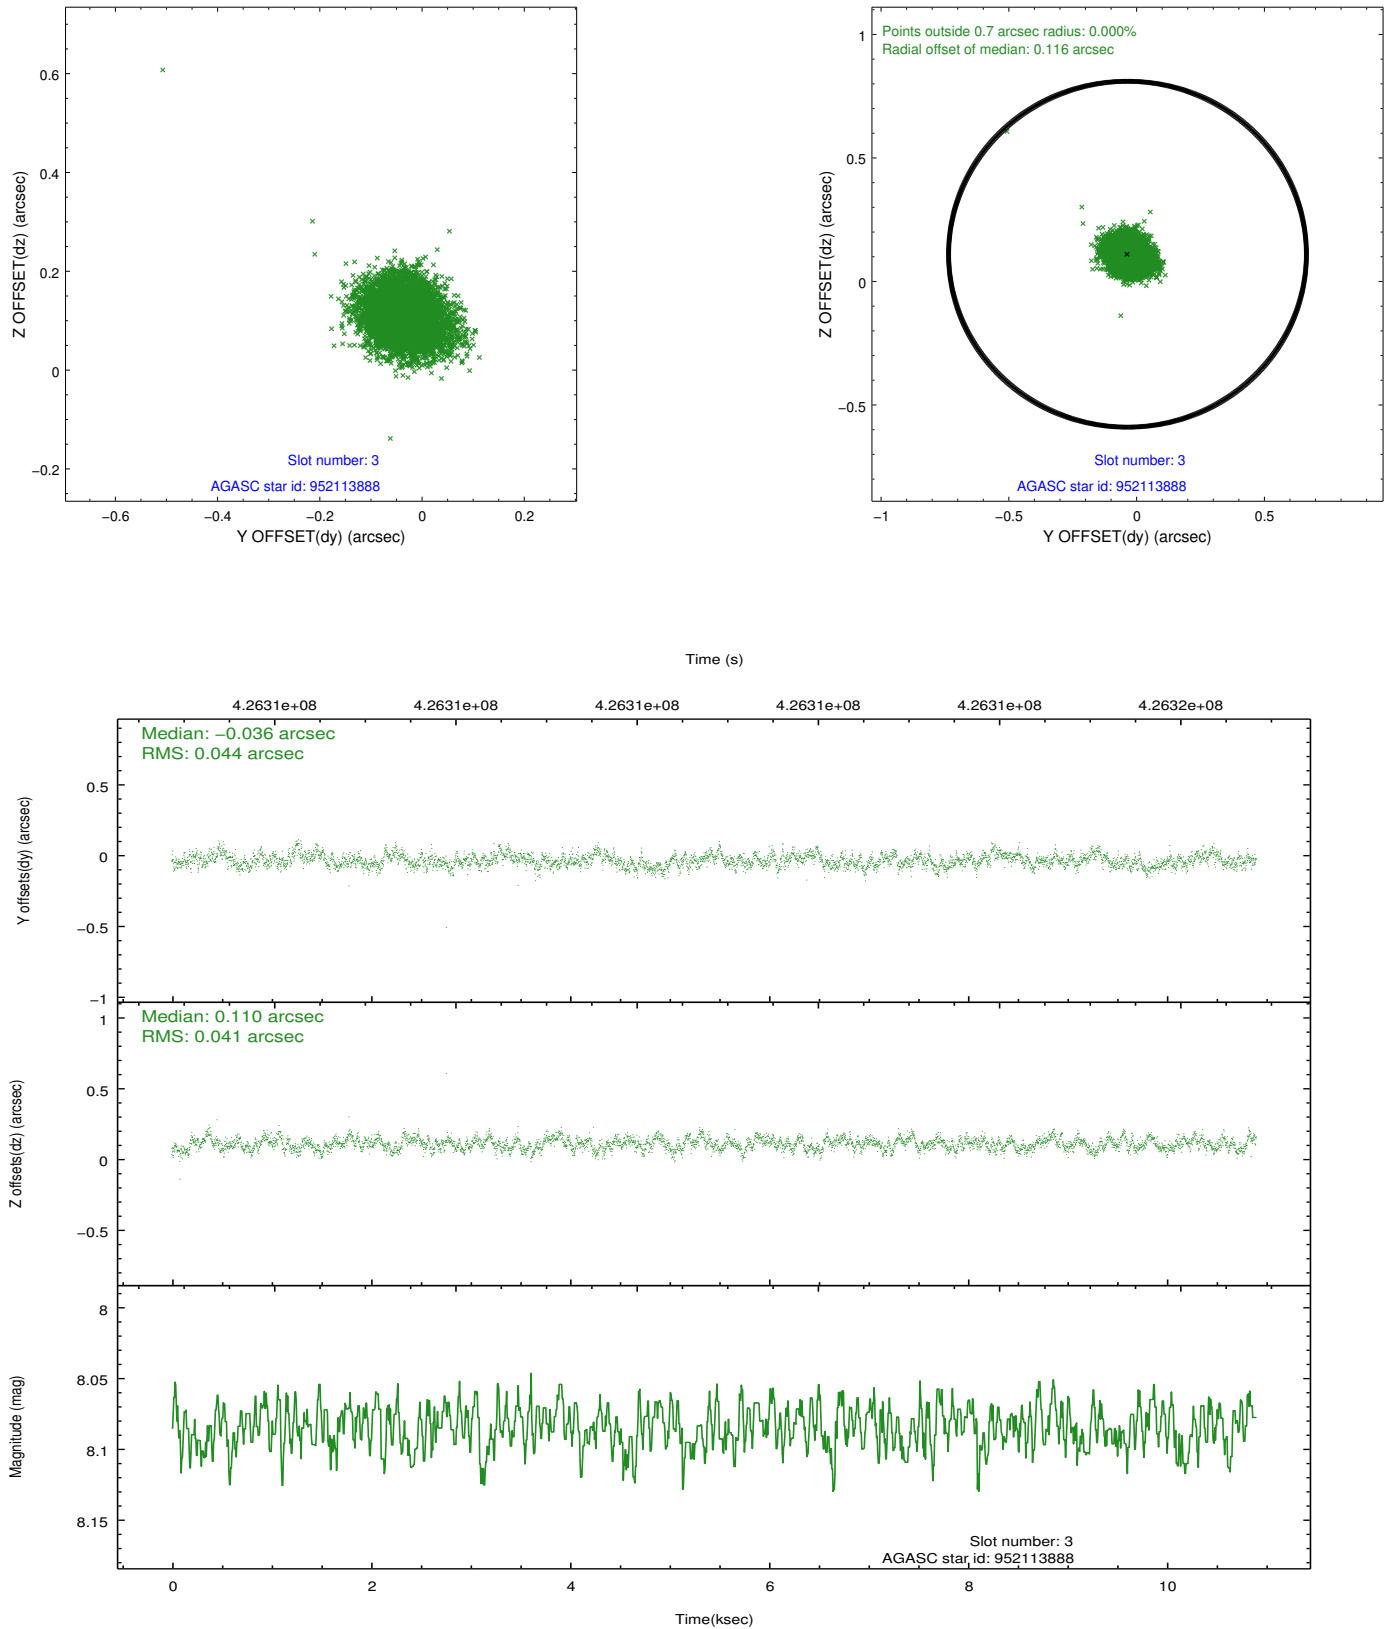 0.6
0.4
0.2
0
−0.2
Z OFFSET(dz) (arcsec)
Slot number: 3
AGASC star id: 952113888
−0.6 −0.4 −0.2 0 0.2
Y OFFSET(dy) (arcsec)
Points outside 0.7 arcsec radius: 0.000%
Radial offset of median: 0.116 arcsec
1
0.5
0
−0.5
Z OFFSET(dz) (arcsec)
Slot number: 3
AGASC star id: 952113888
−1 −0.5 0 0.5
Y OFFSET(dy) (arcsec)
Time (s)
4.2631e+08 4.2631e+08 4.2631e+08 4.2631e+08 4.2631e+08 4.2632e+08
Median: −0.036 arcsec
RMS: 0.044 arcsec
0.5
0
−0.5
−1
Y offsets(dy) (arcsec)
Median: 0.110 arcsec
RMS: 0.041 arcsec
1
0.5
0
−0.5
Z offsets(dz) (arcsec)
8
8.05
8.1
8.15
Magnitude (mag)
Slot number: 3
AGASC star id: 952113888
0 2 4 6 8 10
Time(ksec)